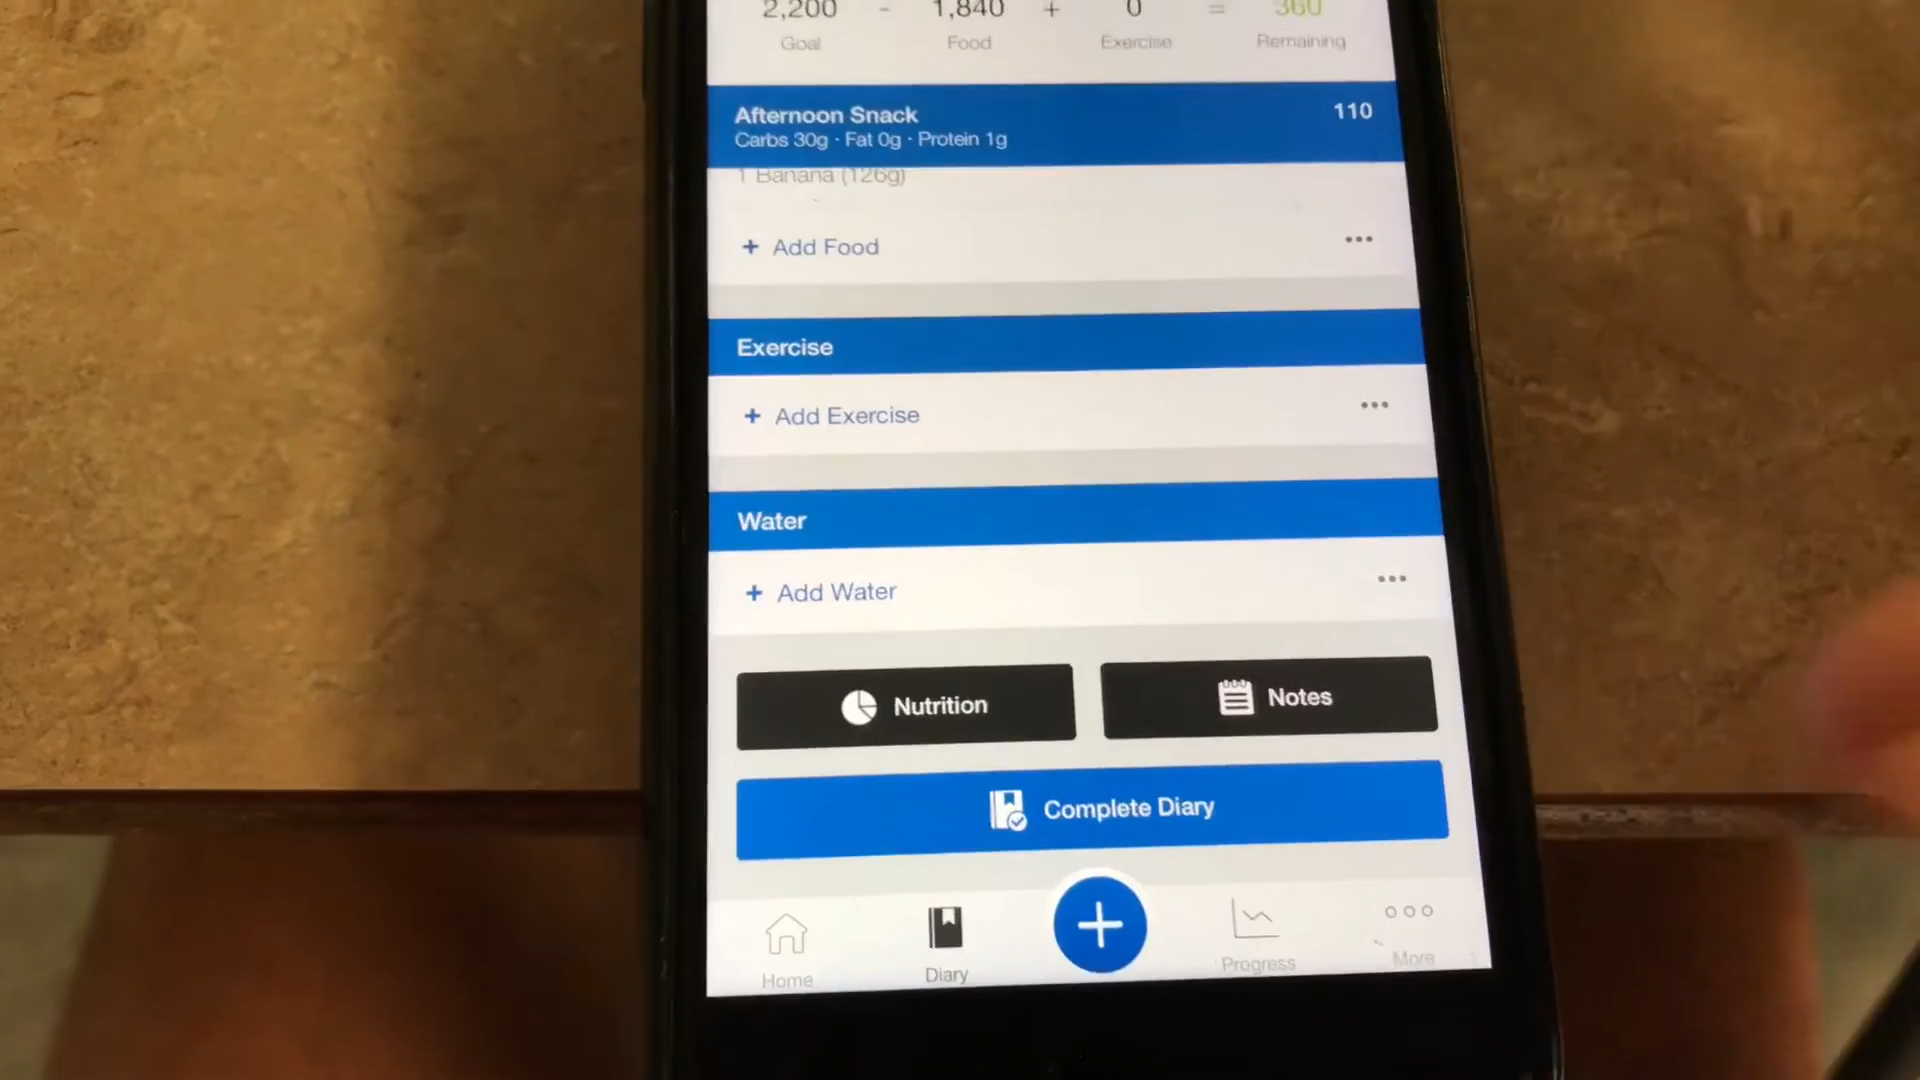 2,200 - 1,840 + 0 = 360
Goal Food Exercise Remaining
Afternoon Snack 110
Carbs 30g · Fat 0g · Protein 1g
1 Banana (126g)
+ Add Food
Exercise
+ Add Exercise
Water
+ Add Water
Nutrition Notes
Complete Diary
Home Diary Progress More